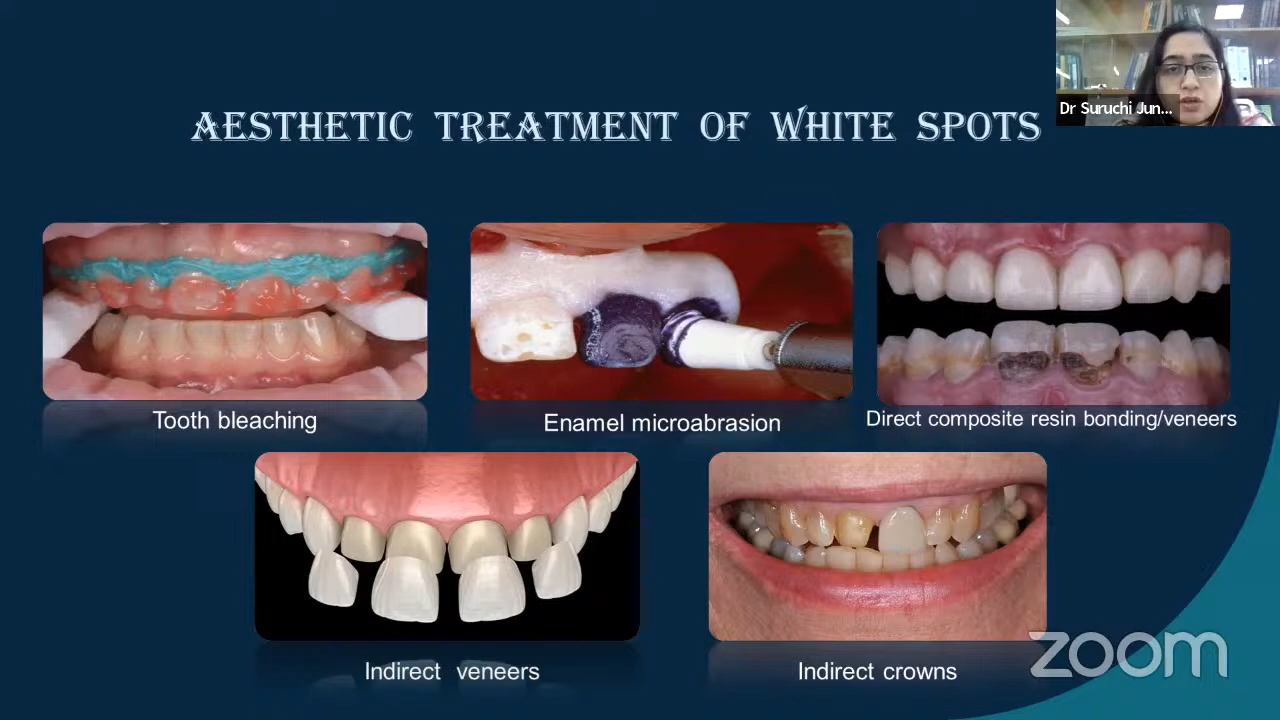 Dr Suruchi Jun...
AESTHETIC TREATMENT OF WHITE SPOTS
Tooth bleaching
Enamel microabrasion
Direct composite resin bonding/veneers
Indirect veneers
Indirect crowns
zoom